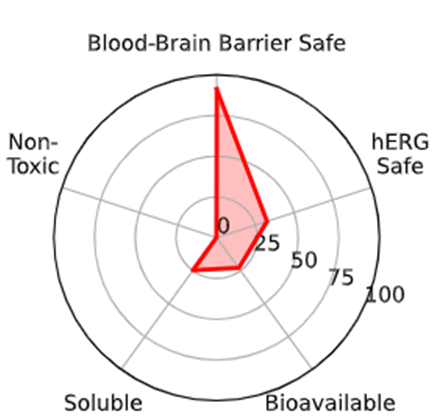 Blood-Brain Barrier Safe
Non-
Toxic
hERG
Safe
0
25
50
75
100
Soluble
Bioavailable